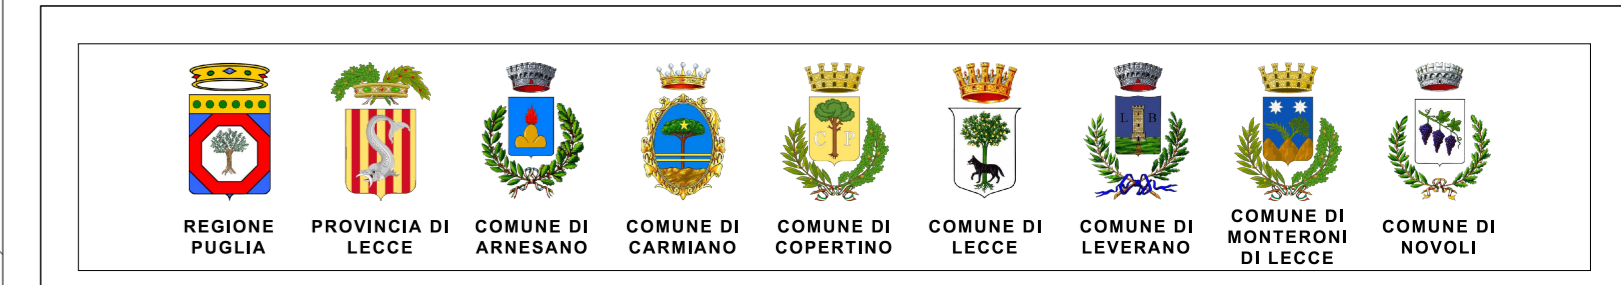 REGIONE
PUGLIA
PROVINCIA DI
LECCE
COMUNE DI
ARNESANO
COMUNE DI
CARMIANO
C P
COMUNE DI
COPERTINO
COMUNE DI
LECCE
L B
COMUNE DI
LEVERANO
COMUNE DI
MONTERONI
DI LECCE
COMUNE DI
NOVOLI